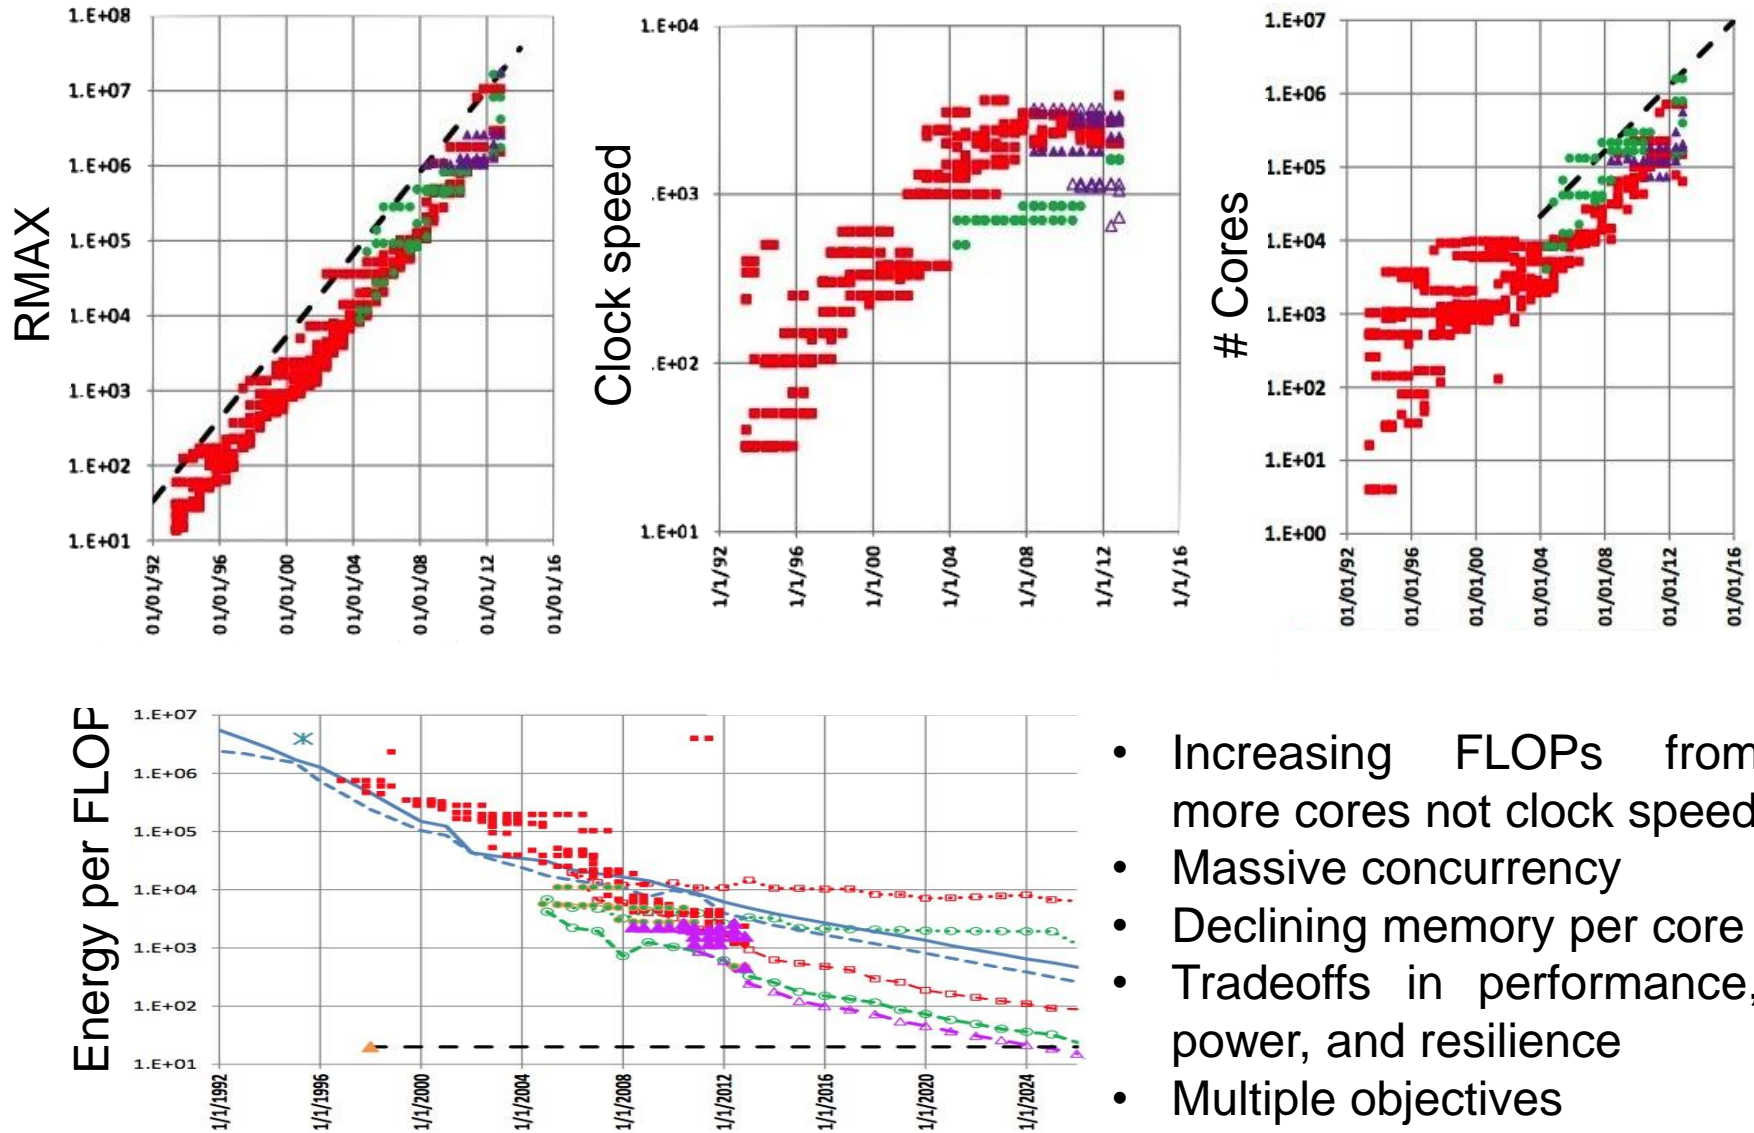 RMAX
1.E+08
1.E+07
1.E+06
1.E+05
1.E+04
1.E+03
1.E+02
1.E+01
01/01/92
01/01/96
01/01/00
01/01/04
01/01/08
01/01/12
01/01/16
Clock speed
1.E+04
.E+03
.E+02
1.E+01
1/1/92
1/1/96
1/1/00
1/1/04
1/1/08
1/1/12
1/1/16
# Cores
1.E+07
1.E+06
1.E+05
1.E+04
1.E+03
1.E+02
1.E+01
1.E+00
01/01/92
01/01/96
01/01/00
01/01/04
01/01/08
01/01/12
01/01/16
Energy per FLOP
1.E+07
1.E+06
1.E+05
1.E+04
1.E+03
1.E+02
1.E+01
1/1/1992
1/1/1996
1/1/2000
1/1/2004
1/1/2008
1/1/2012
1/1/2016
1/1/2020
1/1/2024
• Increasing FLOPs from
more cores not clock speed
• Massive concurrency
• Declining memory per core
• Tradeoffs in performance,
power, and resilience
• Multiple objectives